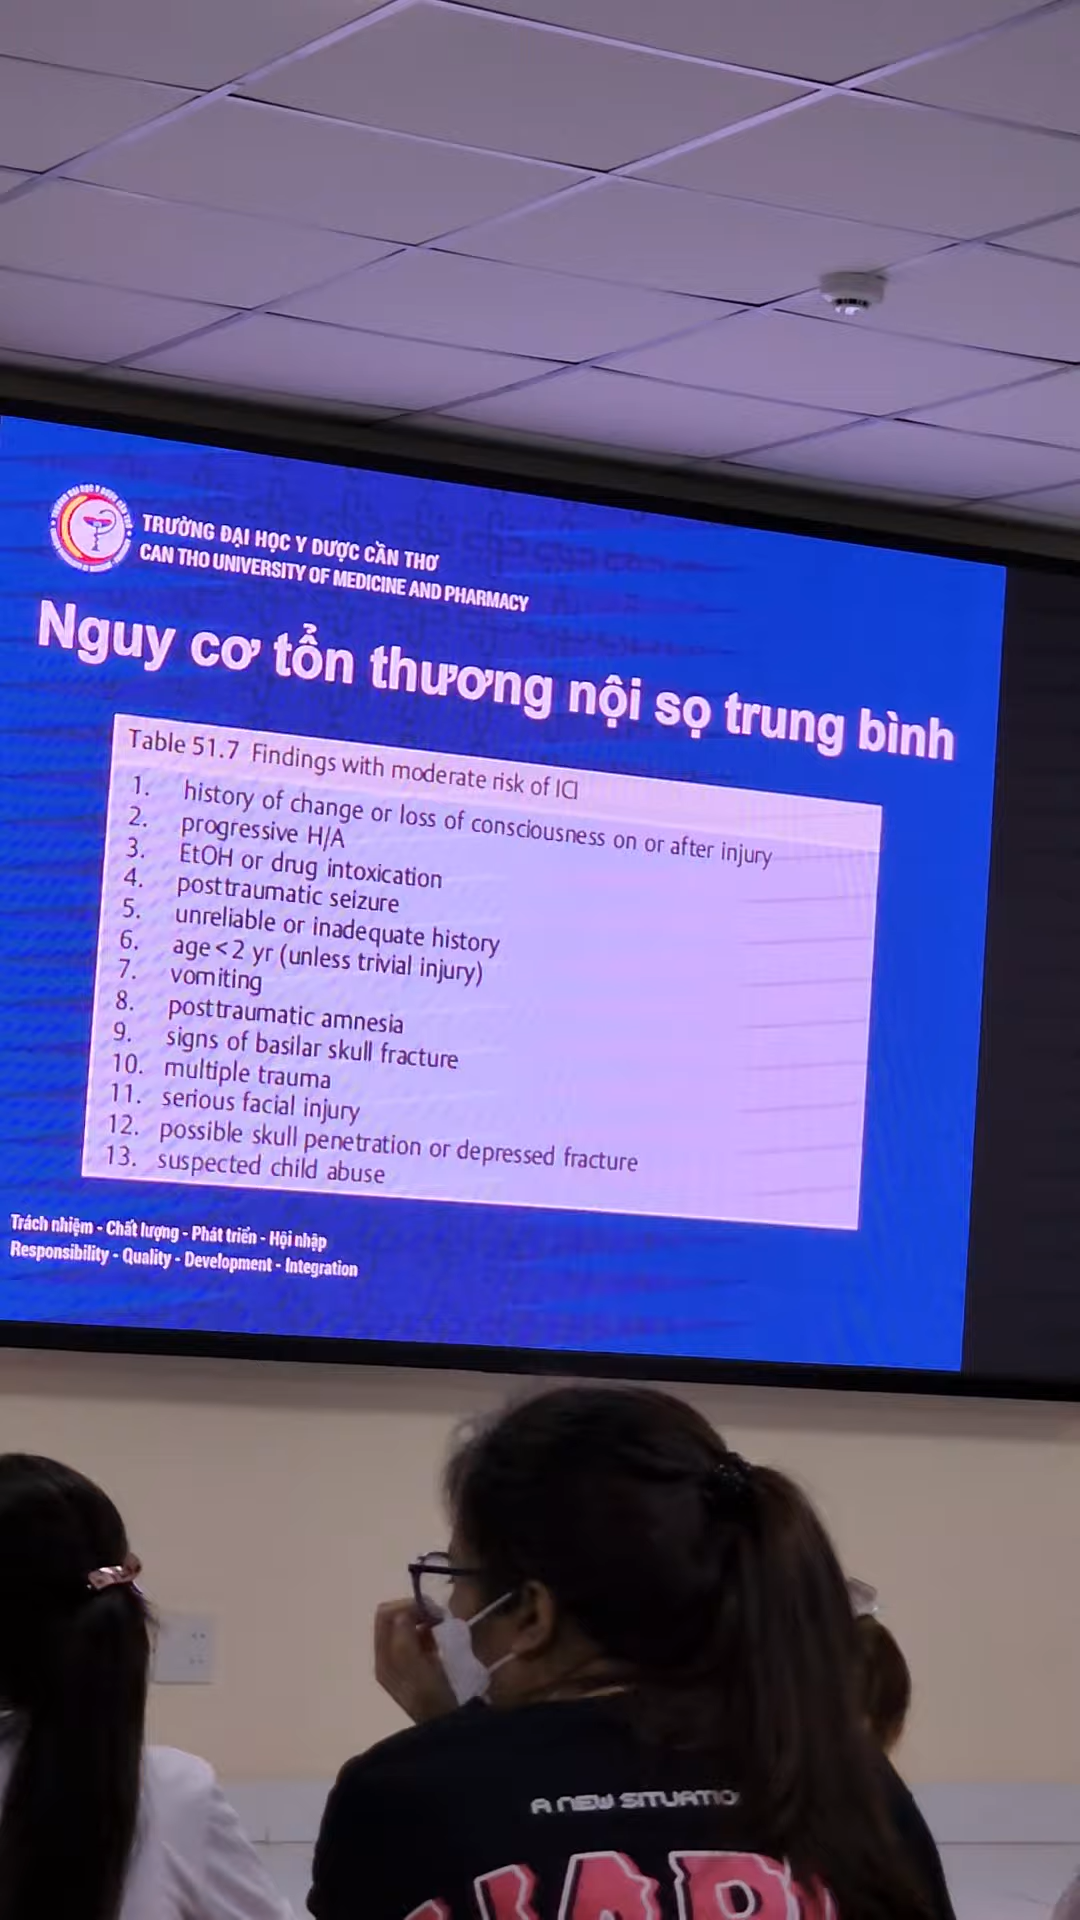 TRƯỜNG ĐẠI HỌC Y DƯỢC CẦN THƠ
CAN THO UNIVERSITY OF MEDICINE AND PHARMACY
Nguy cơ tổn thương nội sọ trung bình
Table 51.7 Findings with moderate risk of ICI
1. history of change or loss of consciousness on or after injury
2. progressive H/A
3. EtOH or drug intoxication
4. posttraumatic seizure
5. unreliable or inadequate history
6. age < 2 yr (unless trivial injury)
7. vomiting
8. posttraumatic amnesia
9. signs of basilar skull fracture
10. multiple trauma
11. serious facial injury
12. possible skull penetration or depressed fracture
13. suspected child abuse
Trách nhiệm - Chất lượng - Phát triển - Hội nhập
Responsibility - Quality - Development - Integration
A NEW SITUATIO